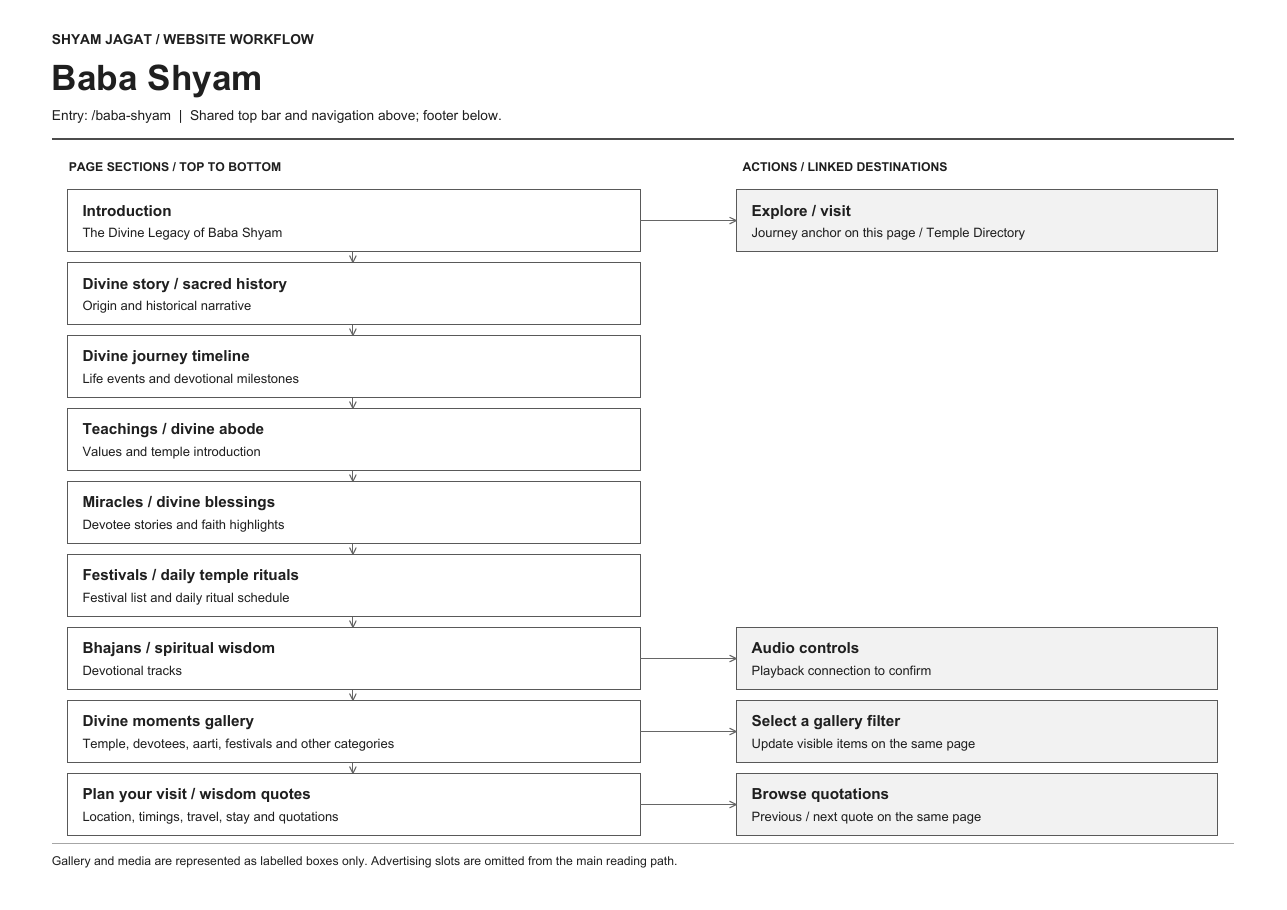 SHYAM JAGAT / WEBSITE WORKFLOW
Baba Shyam
Entry: /baba-shyam | Shared top bar and navigation above; footer below.
PAGE SECTIONS / TOP TO BOTTOM
ACTIONS / LINKED DESTINATIONS
Introduction
The Divine Legacy of Baba Shyam
Explore / visit
Journey anchor on this page / Temple Directory
Divine story / sacred history
Origin and historical narrative
Divine journey timeline
Life events and devotional milestones
Teachings / divine abode
Values and temple introduction
Miracles / divine blessings
Devotee stories and faith highlights
Festivals / daily temple rituals
Festival list and daily ritual schedule
Bhajans / spiritual wisdom
Devotional tracks
Audio controls
Playback connection to confirm
Divine moments gallery
Temple, devotees, aarti, festivals and other categories
Select a gallery filter
Update visible items on the same page
Plan your visit / wisdom quotes
Location, timings, travel, stay and quotations
Browse quotations
Previous / next quote on the same page
Gallery and media are represented as labelled boxes only. Advertising slots are omitted from the main reading path.